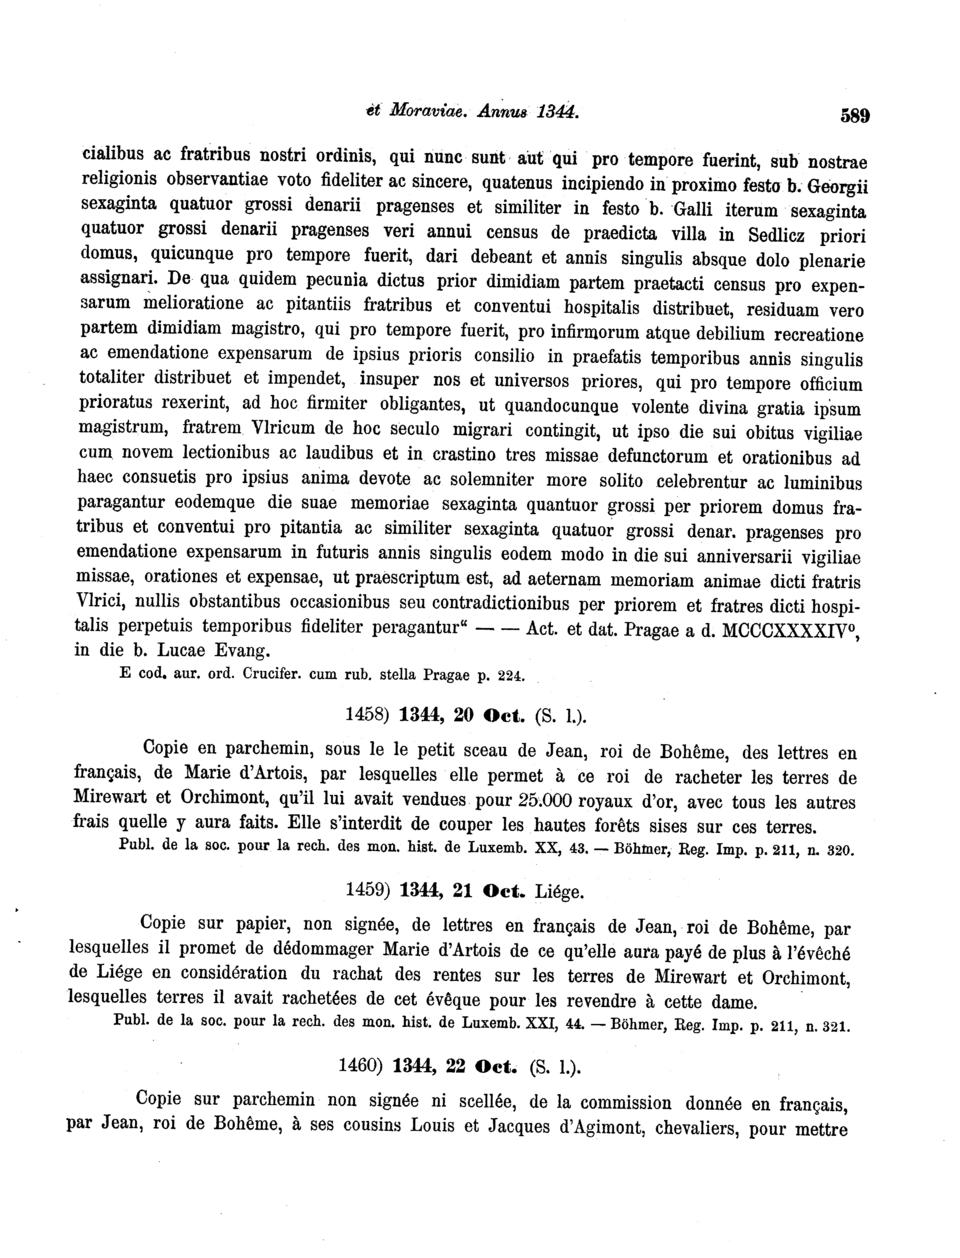 et Moraviae. Annus 1344. 589
cialibus ac fratribus nostri ordinis, qui nunc sunt aut qui pro tempore fuerint, sub nostrae
religionis observantiae voto fideliter ac sincere, quatenus incipiendo in proximo festo b. Georgii
sexaginta quatuor grossi denarii pragenses et similiter in festo b. Galli iterum sexaginta
quatuor grossi denarii pragenses veri annui census de praedicta villa in Sedlicz priori
domus, quicunque pro tempore fuerit, dari debeant et annis singulis absque dolo plenarie
assignari. De qua quidem pecunia dictus prior dimidiam partem praetacti census pro expen-
sarum melioratione ac pitantiis fratribus et conventui hospitalis distribuet, residuam vero
partem dimidiam magistro, qui pro tempore fuerit, pro infirmorum atque debilium recreatione
ac emendatione expensarum de ipsius prioris consilio in praefatis temporibus annis singulis
totaliter distribuet et impendet, insuper nos et universos priores, qui pro tempore officium
prioratus rexerint, ad hoc firmiter obligantes, ut quandocunque volente divina gratia ipsum
magistrum, fratrem Vlricum de hoc seculo migrari contingit, ut ipso die sui obitus vigiliae
cum novem lectionibus ac laudibus et in crastino tres missae defunctorum et orationibus ad
haec consuetis pro ipsius anima devote ac solemniter more solito celebrentur ac luminibus
paragantur eodemque die suae memoriae sexaginta quantuor grossi per priorem domus fra-
tribus et conventui pro pitantia ac similiter sexaginta quatuor grossi denar. pragenses pro
emendatione expensarum in futuris annis singulis eodem modo in die sui anniversarii vigiliae
missae, orationes et expensae, ut praescriptum est, ad aeternam memoriam animae dicti fratris
Vlrici, nullis obstantibus occasionibus seu contradictionibus per priorem et fratres dicti hospi-
talis perpetuis temporibus fideliter peragantur“ — — Act. et dat. Pragae a d. MCCCXXXXIV⁰,
in die b. Lucae Evang.
E cod. aur. ord. Crucifer. cum rub. stella Pragae p. 224.
1458) 1344, 20 Oct. (S. l.).
Copie en parchemin, sous le le petit sceau de Jean, roi de Bohême, des lettres en
français, de Marie d'Artois, par lesquelles elle permet à ce roi de racheter les terres de
Mirewart et Orchimont, qu'il lui avait vendues pour 25.000 royaux d'or, avec tous les autres
frais quelle y aura faits. Elle s'interdit de couper les hautes forêts sises sur ces terres.
Publ. de la soc. pour la rech. des mon. hist. de Luxemb. XX, 43. — Böhmer, Reg. Imp. p. 211, n. 320.
1459) 1344, 21 Oct. Liége.
Copie sur papier, non signée, de lettres en français de Jean, roi de Bohême, par
lesquelles il promet de dédommager Marie d'Artois de ce qu'elle aura payé de plus à l'évêché
de Liége en considération du rachat des rentes sur les terres de Mirewart et Orchimont,
lesquelles terres il avait rachetées de cet évêque pour les revendre à cette dame.
Publ. de la soc. pour la rech. des mon. hist. de Luxemb. XXI, 44. — Böhmer, Reg. Imp. p. 211, n. 321.
1460) 1344, 22 Oct. (S. l.).
Copie sur parchemin non signée ni scellée, de la commission donnée en français,
par Jean, roi de Bohême, à ses cousins Louis et Jacques d'Agimont, chevaliers, pour mettre